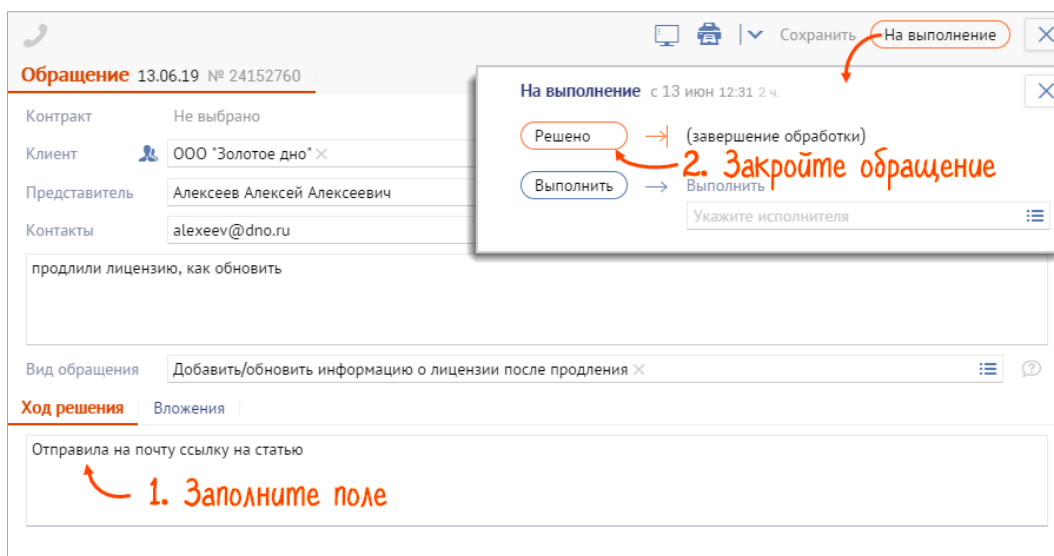 Сохранить На выполнение
Обращение 13.06.19 № 24152760
На выполнение с 13 июн 12:31 2 ч.
Контракт Не выбрано
Решено (завершение обработки)
Клиент ООО "Золотое дно"
2. Закройте обращение
Представитель Алексеев Алексей Алексеевич
Выполнить Выполнить
Укажите исполнителя
Контакты alexeev@dno.ru
продлили лицензию, как обновить
Вид обращения Добавить/обновить информацию о лицензии после продления
Ход решения Вложения
Отправила на почту ссылку на статью
1. Заполните поле